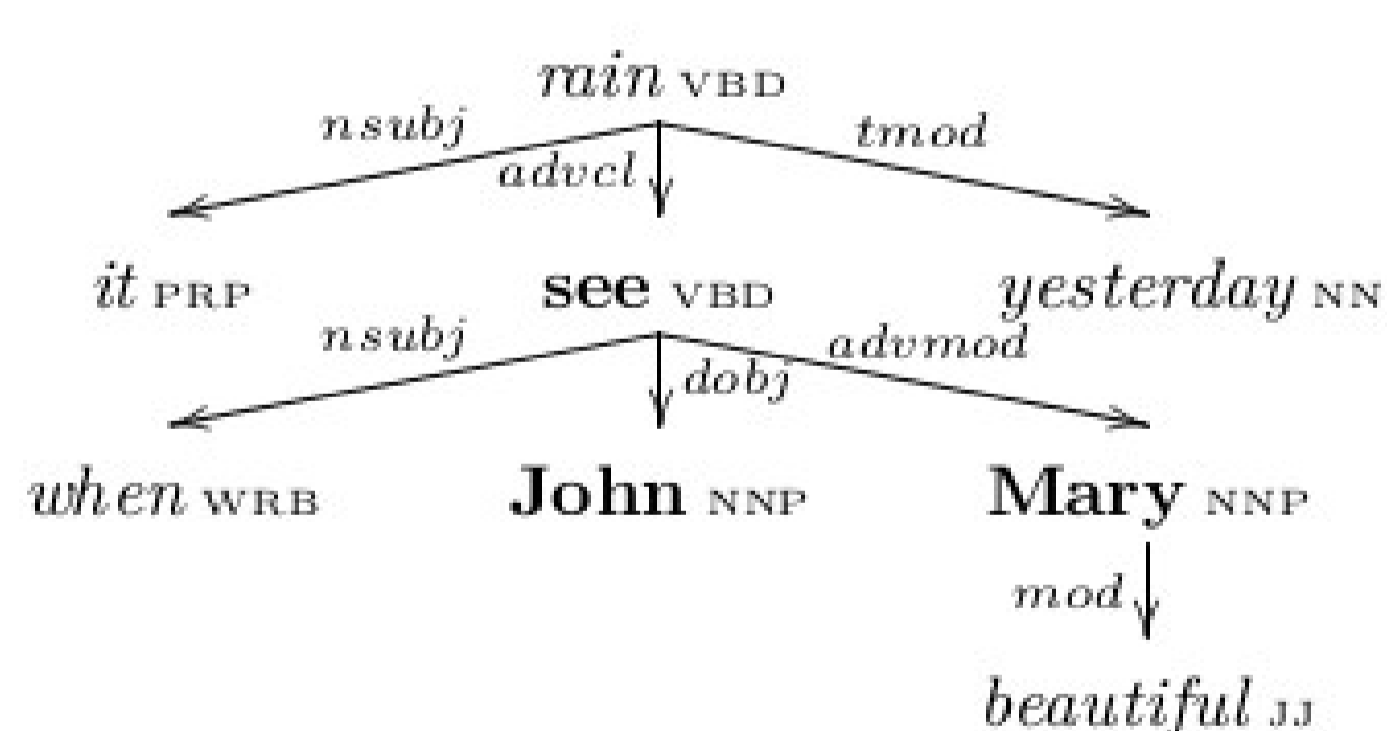 rain VBD
nsubj
tmod
advcl
it PRP
see VBD
yesterday NN
nsubj
advmod
dobj
when WRB
John NNP
Mary NNP
mod
beautiful JJ